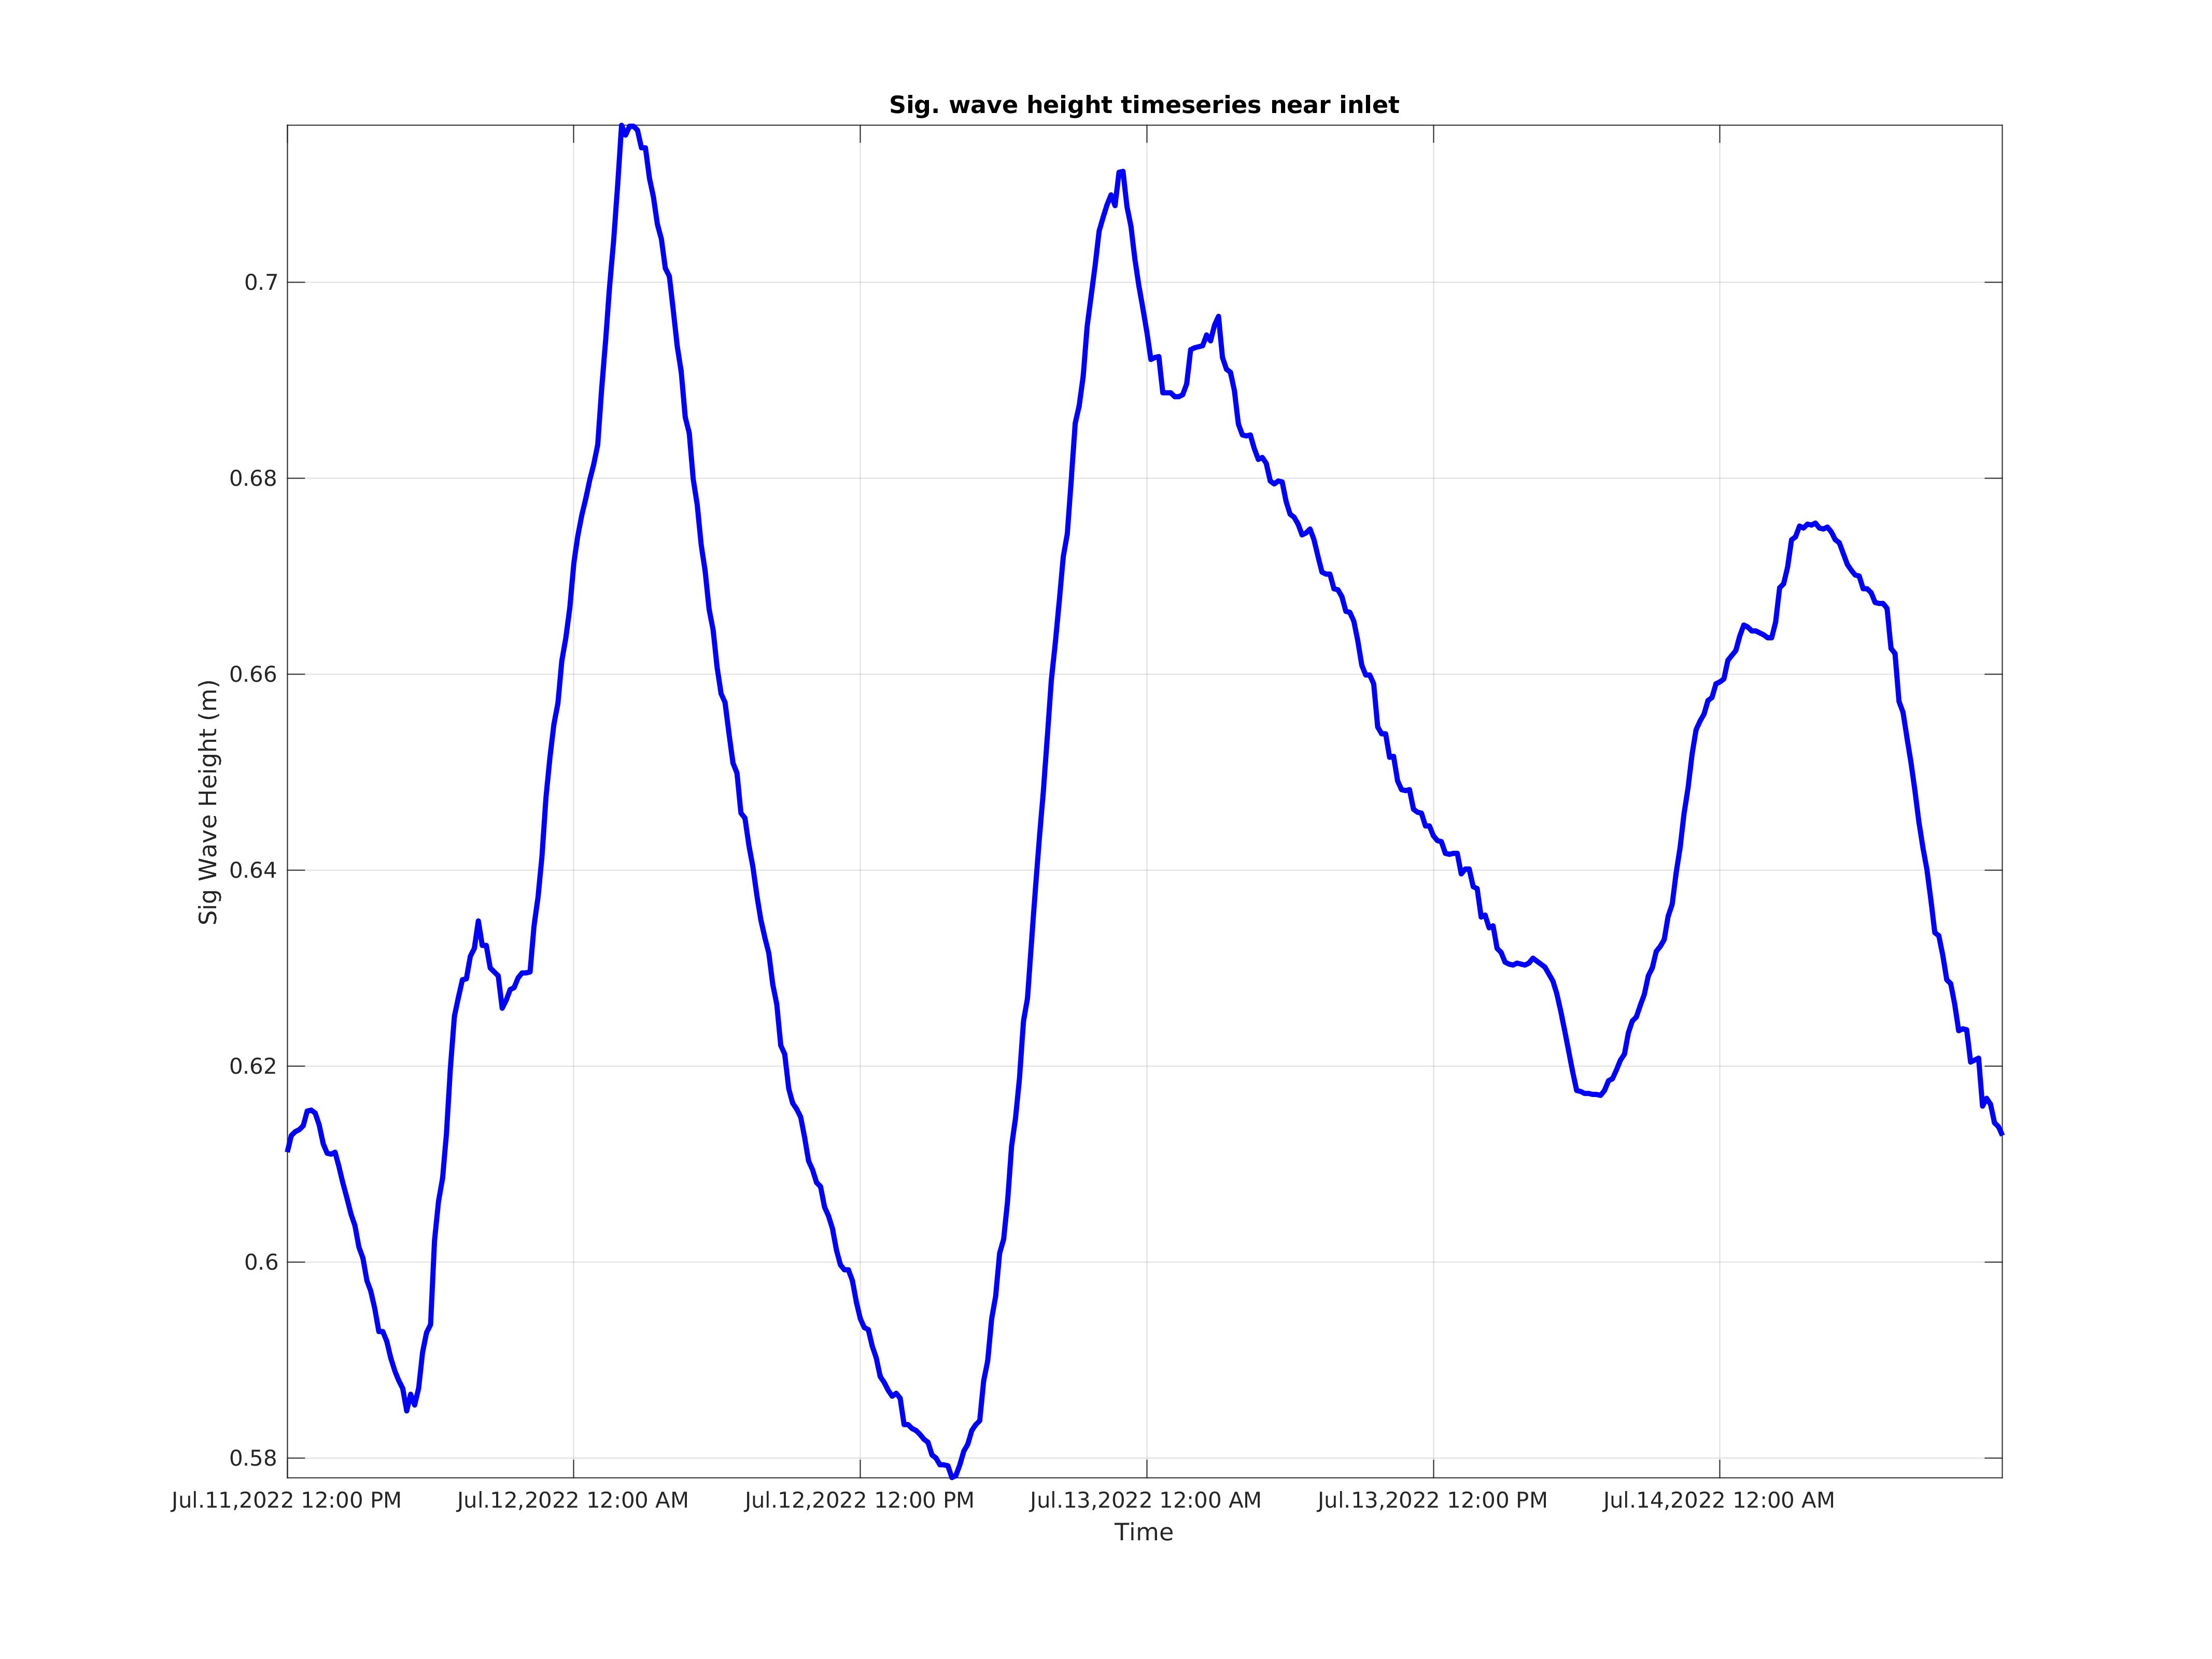 Sig. wave height timeseries near inlet
0.7
0.68
0.66
0.64
0.62
0.6
0.58
Sig Wave Height (m)
Jul.11,2022 12:00 PM
Jul.12,2022 12:00 AM
Jul.12,2022 12:00 PM
Jul.13,2022 12:00 AM
Jul.13,2022 12:00 PM
Jul.14,2022 12:00 AM
Time